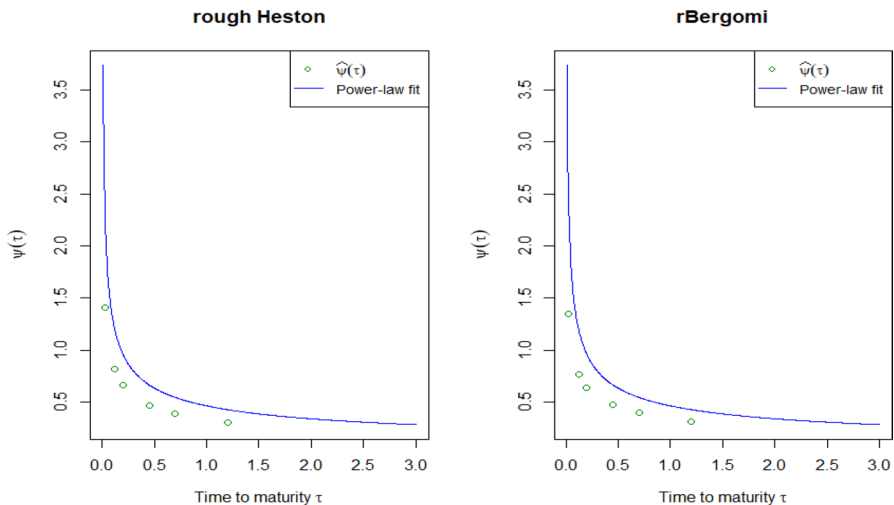 rough Heston
ψ̂(τ)
Power-law fit
3.5
3.0
2.5
2.0
1.5
1.0
0.5
ψ(τ)
0.0 0.5 1.0 1.5 2.0 2.5 3.0
Time to maturity τ
rBergomi
ψ̂(τ)
Power-law fit
3.5
3.0
2.5
2.0
1.5
1.0
0.5
ψ(τ)
0.0 0.5 1.0 1.5 2.0 2.5 3.0
Time to maturity τ